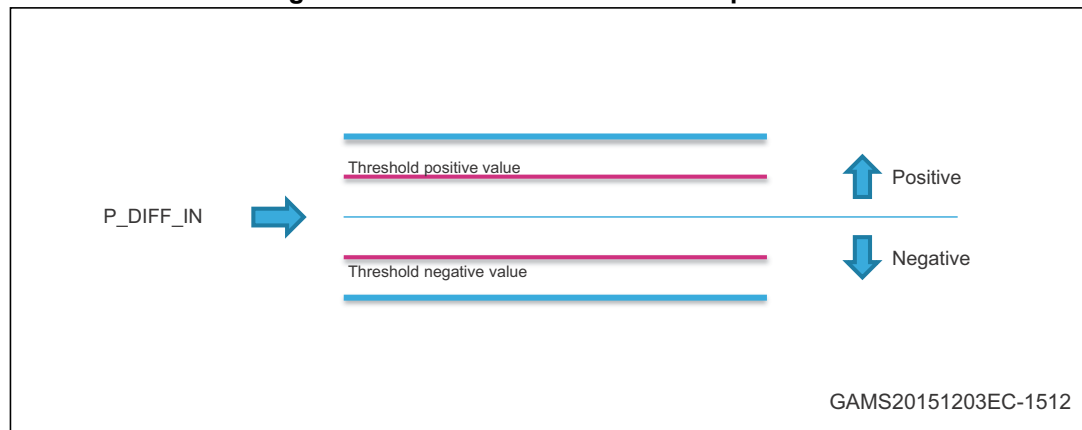 Threshold positive value
Positive
P_DIFF_IN
Negative
Threshold negative value
GAMS20151203EC-1512